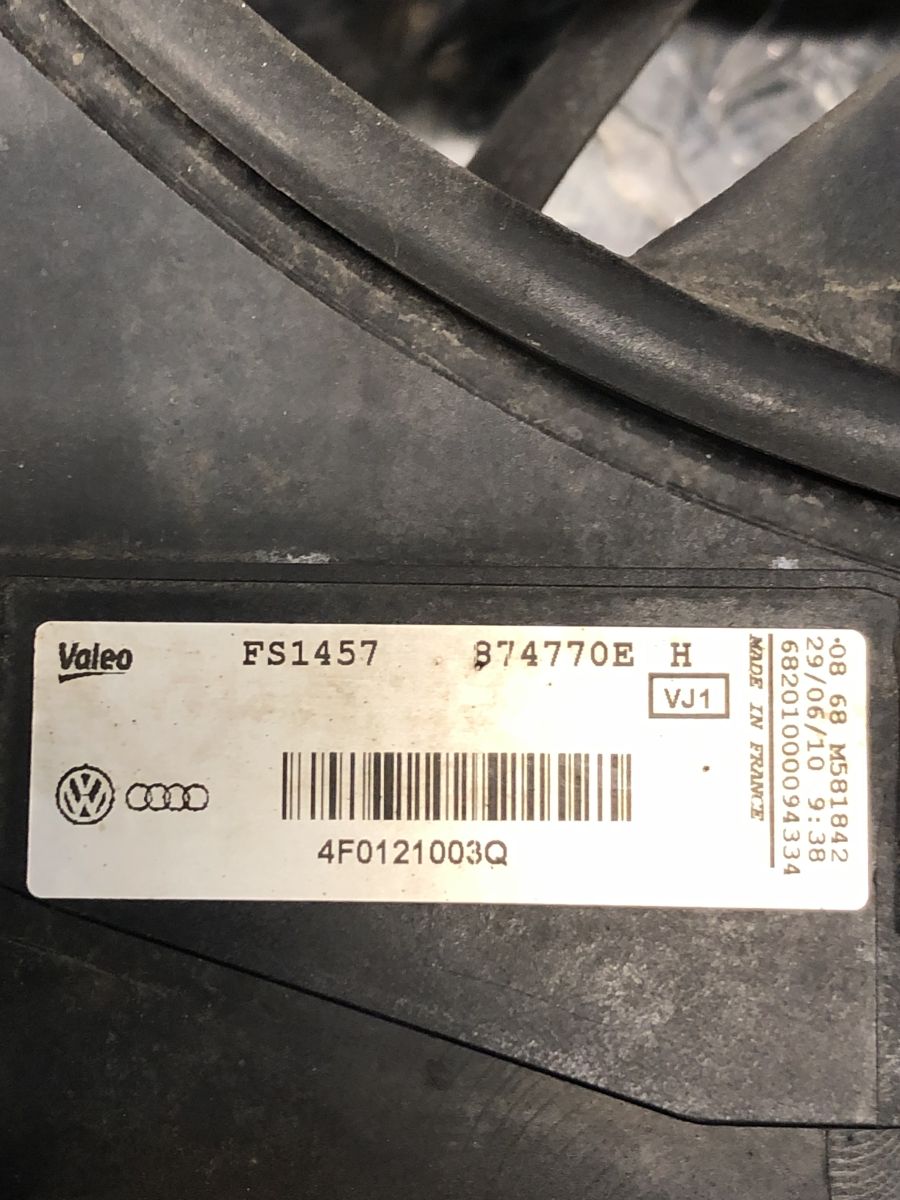 Valeo
FS1457 874770E H
VJ1
4F0121003Q
MADE IN FRANCE
68201000094334
29/06/10 9:38
.08 68 M581842